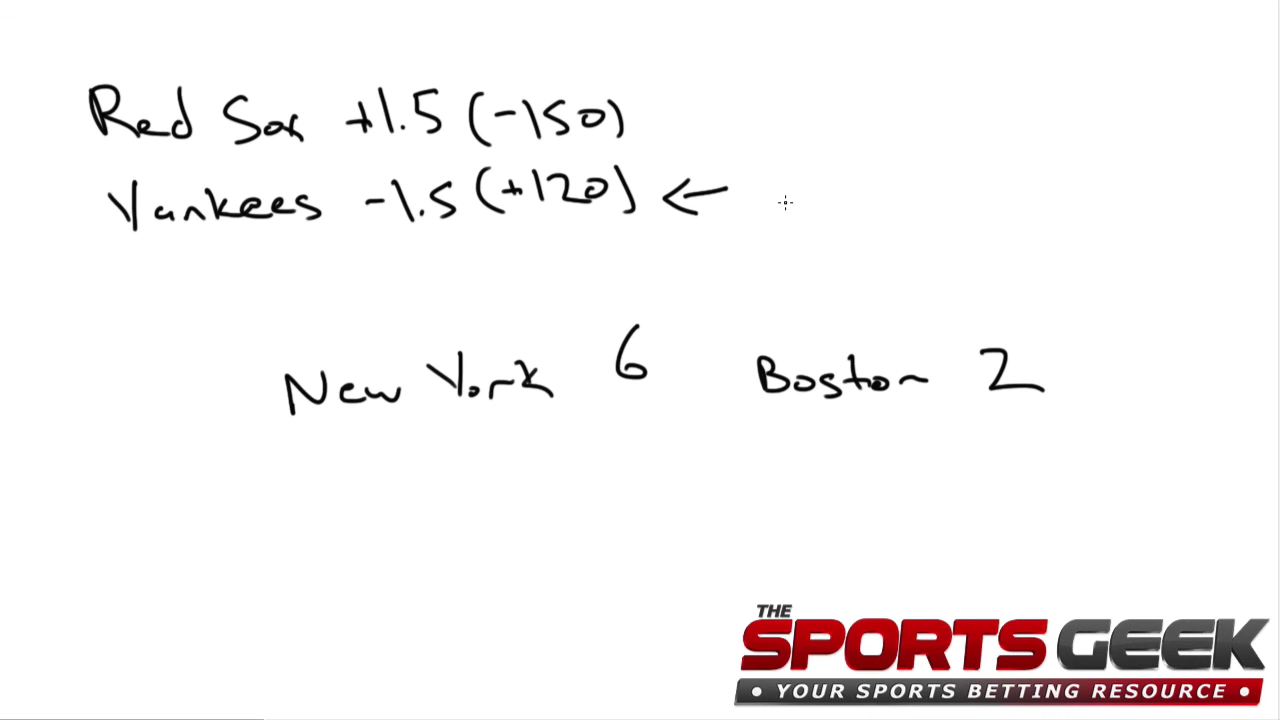 Red Sox +1.5 (-150)
Yankees -1.5 (+120) ←
New York 6 Boston 2
THE
SPORTS GEEK
• YOUR SPORTS BETTING RESOURCE •